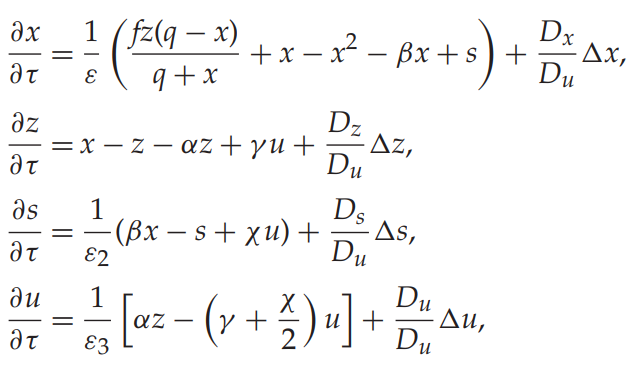 ∂x/∂τ = 1/ε ( fz(q − x)/(q + x) + x − x² − βx + s ) + D_x/D_u Δx,
∂z/∂τ = x − z − αz + γu + D_z/D_u Δz,
∂s/∂τ = 1/ε₂ (βx − s + χu) + D_s/D_u Δs,
∂u/∂τ = 1/ε₃ [ αz − ( γ + χ/2 ) u ] + D_u/D_u Δu,